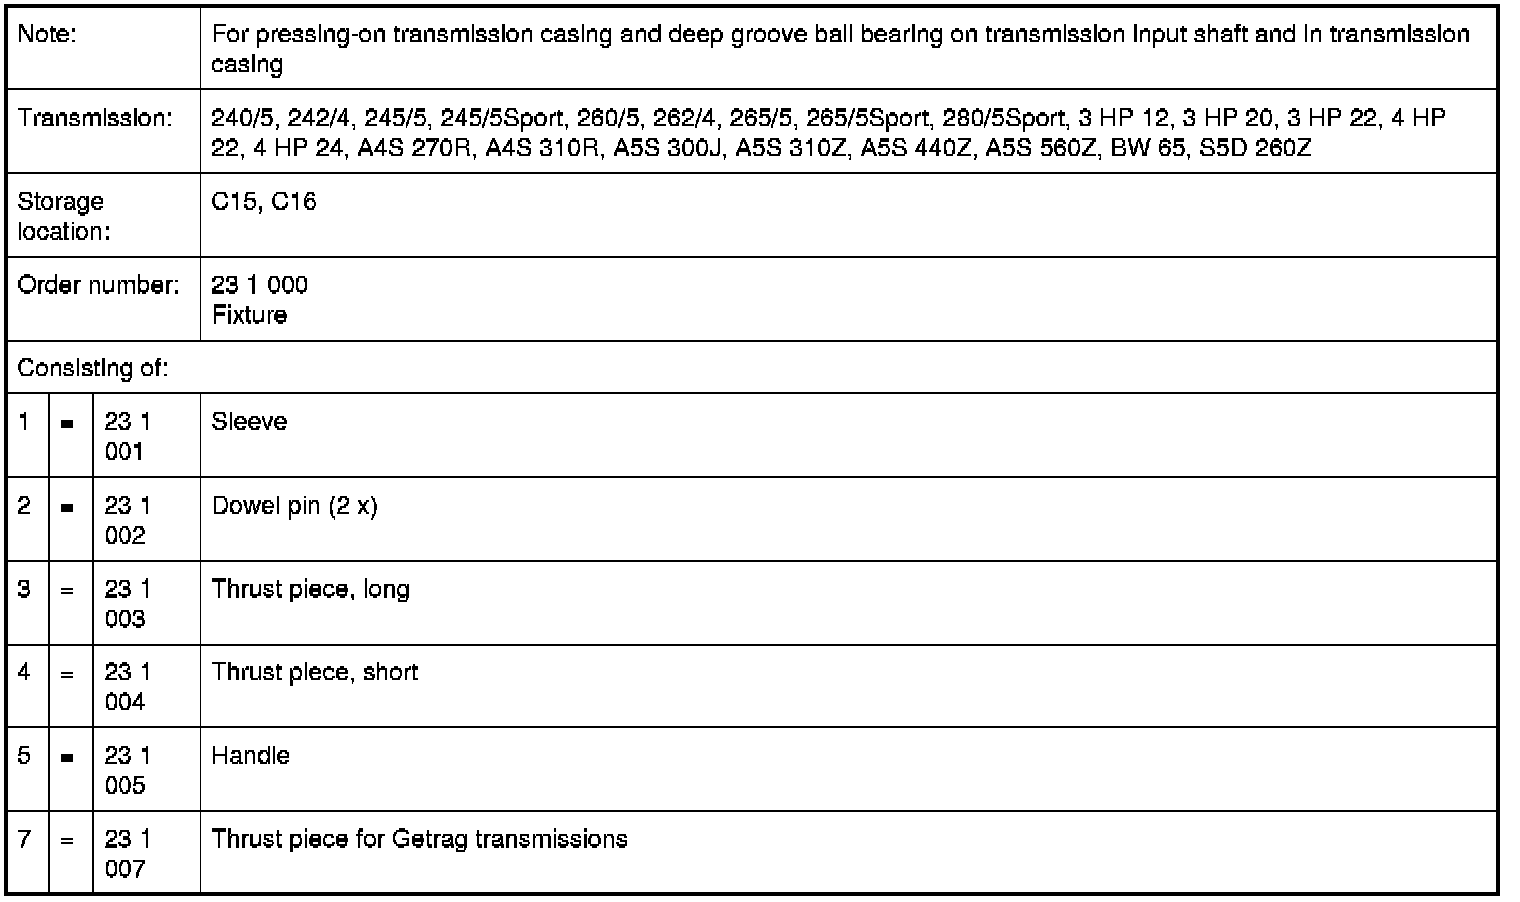 Note: For pressing-on transmission casing and deep groove ball bearing on transmission input shaft and in transmission
casing
Transmission: 240/5, 242/4, 245/5, 245/5Sport, 260/5, 262/4, 265/5, 265/5Sport, 280/5Sport, 3 HP 12, 3 HP 20, 3 HP 22, 4 HP
22, 4 HP 24, A4S 270R, A4S 310R, A5S 300J, A5S 310Z, A5S 440Z, A5S 560Z, BW 65, S5D 260Z
Storage
location:
C15, C16
Order number: 23 1 000
Fixture
Consisting of:
1 = 23 1
001
Sleeve
2 = 23 1
002
Dowel pin (2 x)
3 = 23 1
003
Thrust piece, long
4 = 23 1
004
Thrust piece, short
5 = 23 1
005
Handle
7 = 23 1
007
Thrust piece for Getrag transmissions